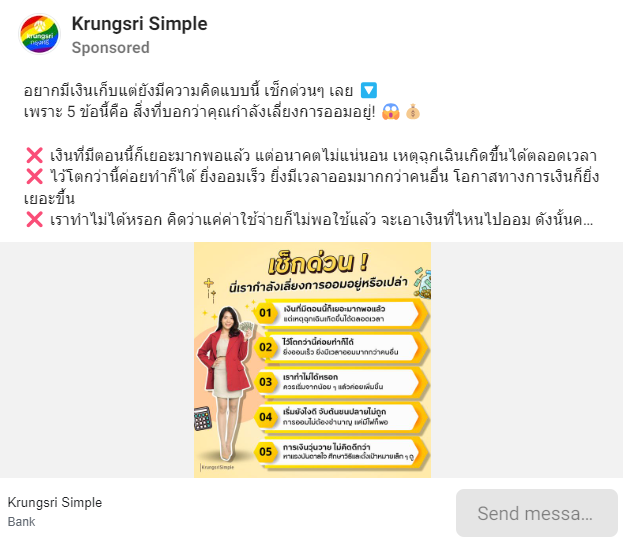 Krungsri Simple
Sponsored
krungsri
กรุงศรี
อยากมีเงินเก็บแต่ยังมีความคิดแบบนี้ เช็กด่วนๆ เลย
เพราะ 5 ข้อนี้คือ สิ่งที่บอกว่าคุณกำลังเลี่ยงการออมอยู่!
เงินที่มีตอนนี้ก็เยอะมากพอแล้ว แต่อนาคตไม่แน่นอน เหตุฉุกเฉินเกิดขึ้นได้ตลอดเวลา
ไว้โตกว่านี้ค่อยทำก็ได้ ยิ่งออมเร็ว ยิ่งมีเวลาออมมากกว่าคนอื่น โอกาสทางการเงินก็ยิ่ง
เยอะขึ้น
เราทำไม่ได้หรอก คิดว่าแค่ค่าใช้จ่ายก็ไม่พอใช้แล้ว จะเอาเงินที่ไหนไปออม ดังนั้นค...
เช็กด่วน !
นี่เรากำลังเลี่ยงการออมอยู่หรือเปล่า
01 เงินที่มีตอนนี้ก็เยอะมากพอแล้ว
แต่เหตุฉุกเฉินเกิดขึ้นได้ตลอดเวลา
02 ไว้โตกว่านี้ค่อยทำก็ได้
ยิ่งออมเร็ว ยิ่งมีเวลาออมมากกว่าคนอื่น
03 เราทำไม่ได้หรอก
ควรเริ่มจากน้อย ๆ แล้วค่อยเพิ่มขึ้น
04 เริ่มยังไงดี จับต้นชนปลายไม่ถูก
การออมไม่ต้องชำนาญ แค่มีใจก็พอ
05 การเงินวุ่นวาย ไม่คิดดีกว่า
หาแรงบันดาลใจ ศึกษาวิธีและตั้งเป้าหมายเล็ก ๆ ดู
KrungsriSimple
Krungsri Simple
Bank
Send messa...